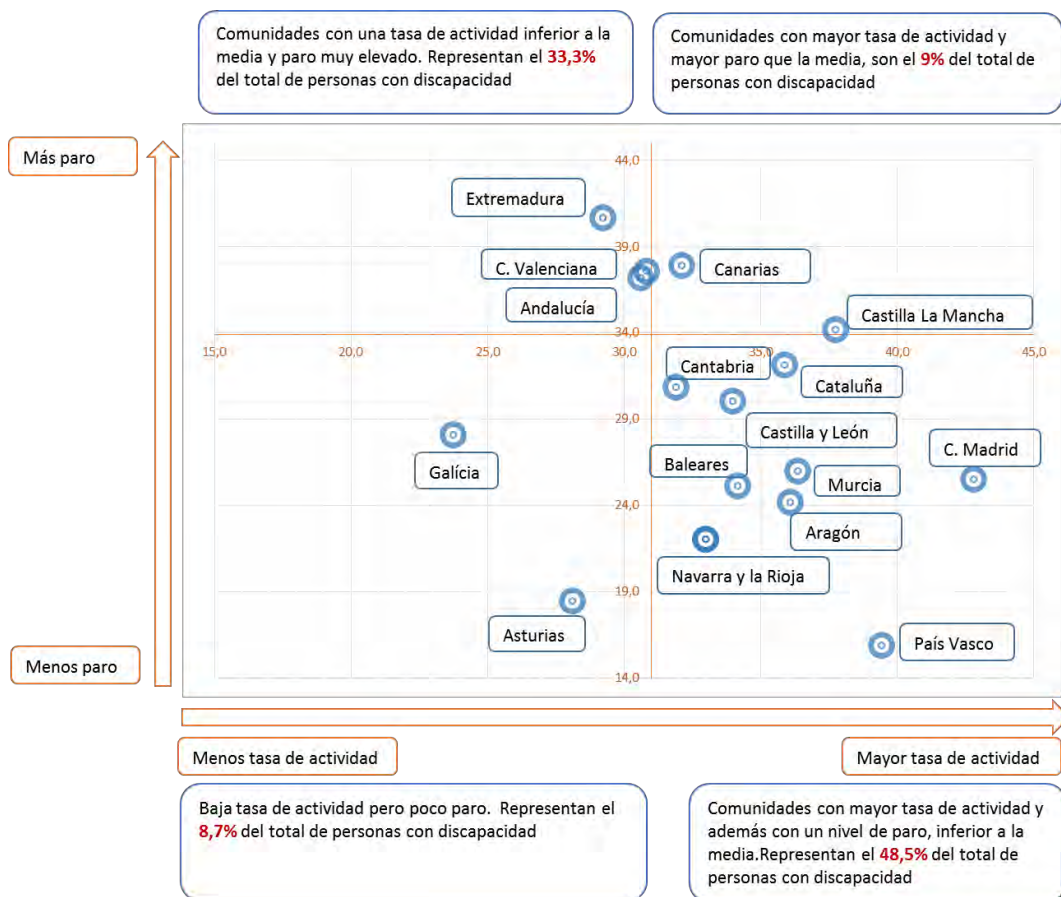 Comunidades con una tasa de actividad inferior a la
media y paro muy elevado. Representan el 33,3%
del total de personas con discapacidad
Comunidades con mayor tasa de actividad y
mayor paro que la media, son el 9% del total de
personas con discapacidad
Más paro
44,0
Extremadura
39,0
C. Valenciana
Canarias
Andalucía
Castilla La Mancha
34,0
15,0
20,0
25,0
30,0
35,0
40,0
45,0
Cantabria
Cataluña
29,0
Castilla y León
C. Madrid
Baleares
Galícia
Murcia
24,0
Aragón
Navarra y la Rioja
19,0
Asturias
País Vasco
Menos paro
14,0
Menos tasa de actividad
Mayor tasa de actividad
Baja tasa de actividad pero poco paro. Representan el
8,7% del total de personas con discapacidad
Comunidades con mayor tasa de actividad y
además con un nivel de paro, inferior a la
media.Representan el 48,5% del total de
personas con discapacidad